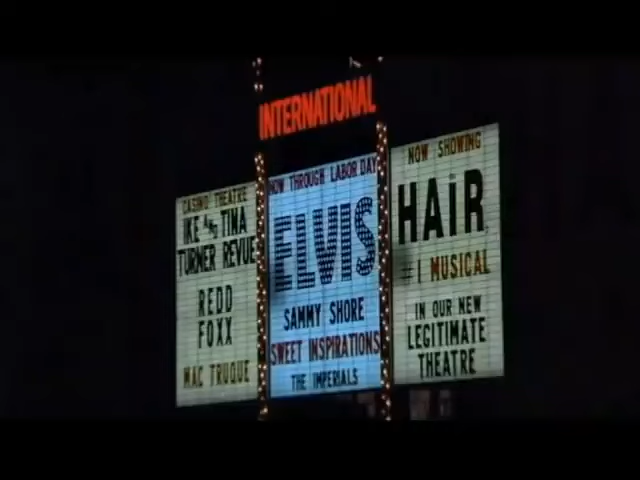 INTERNATIONAL
CASINO THEATRE
IKE AND TINA
TURNER REVUE
REDD
FOXX
MAC TRUQUE
NOW THROUGH LABOR DAY
ELVIS
SAMMY SHORE
SWEET INSPIRATIONS
THE IMPERIALS
NOW SHOWING
HAIR
#1 MUSICAL
IN OUR NEW
LEGITIMATE
THEATRE